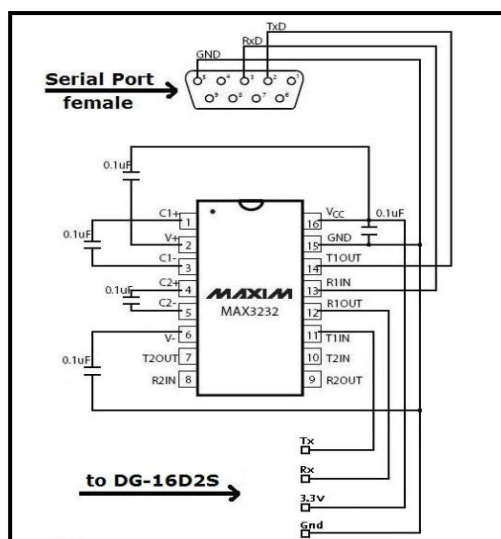 TxD
RxD
GND
Serial Port
female
5 4 3 2 1
9 8 7 6
0.1uF
C1+ 1
V+ 2
C1- 3
C2+ 4
C2- 5
V- 6
T2OUT 7
R2IN 8
0.1uF
0.1uF
0.1uF
MAXIM
MAX3232
16 VCC
15 GND
14 T1OUT
13 R1IN
12 R1OUT
11 T1IN
10 T2IN
9 R2OUT
0.1uF
Tx
Rx
3.3V
Gnd
to DG-16D2S